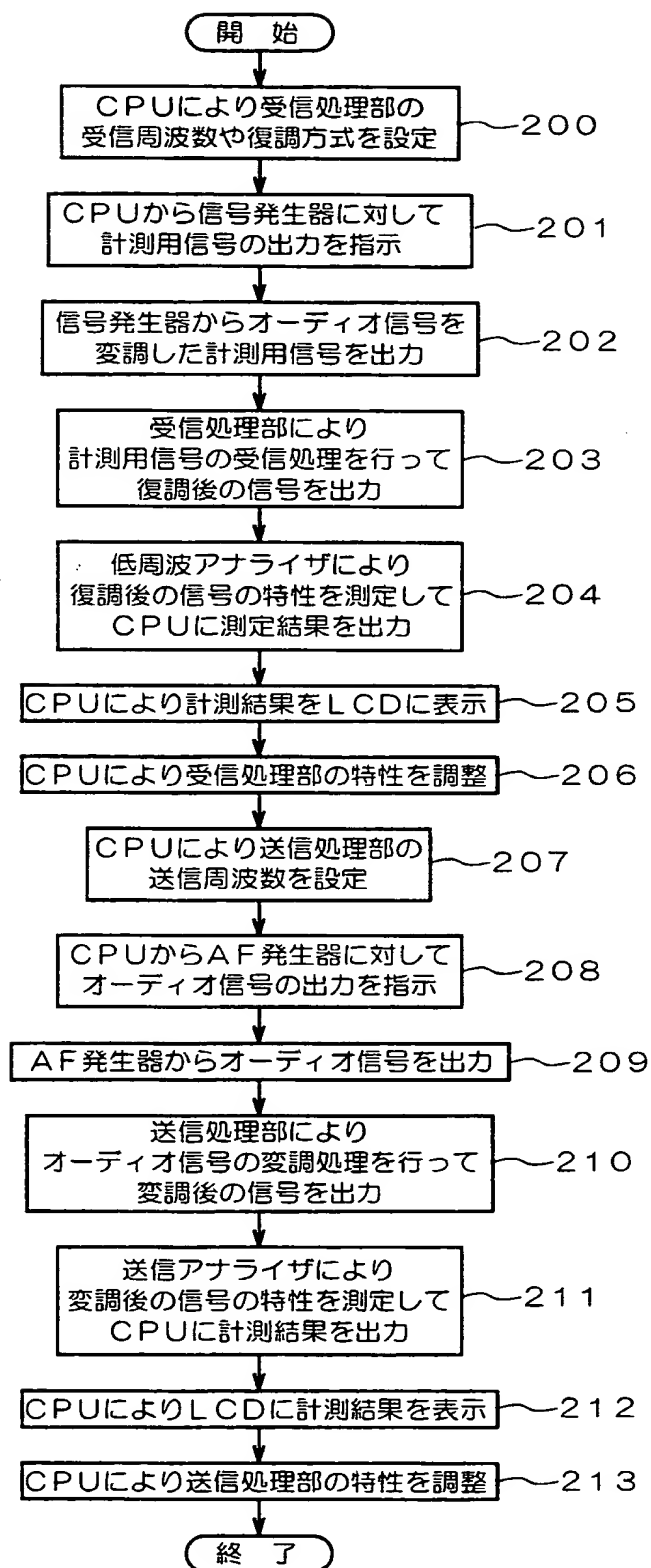 開 始
CPUにより受信処理部の
受信周波数や復調方式を設定
200
CPUから信号発生器に対して
計測用信号の出力を指示
201
信号発生器からオーディオ信号を
変調した計測用信号を出力
202
受信処理部により
計測用信号の受信処理を行って
復調後の信号を出力
203
低周波アナライザにより
復調後の信号の特性を測定して
CPUに測定結果を出力
204
CPUにより計測結果をLCDに表示
205
CPUにより受信処理部の特性を調整
206
CPUにより送信処理部の
送信周波数を設定
207
CPUからAF発生器に対して
オーディオ信号の出力を指示
208
AF発生器からオーディオ信号を出力
209
送信処理部により
オーディオ信号の変調処理を行って
変調後の信号を出力
210
送信アナライザにより
変調後の信号の特性を測定して
CPUに計測結果を出力
211
CPUによりLCDに計測結果を表示
212
CPUにより送信処理部の特性を調整
213
終 了